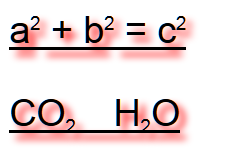 a² + b² = c²
CO₂ H₂O